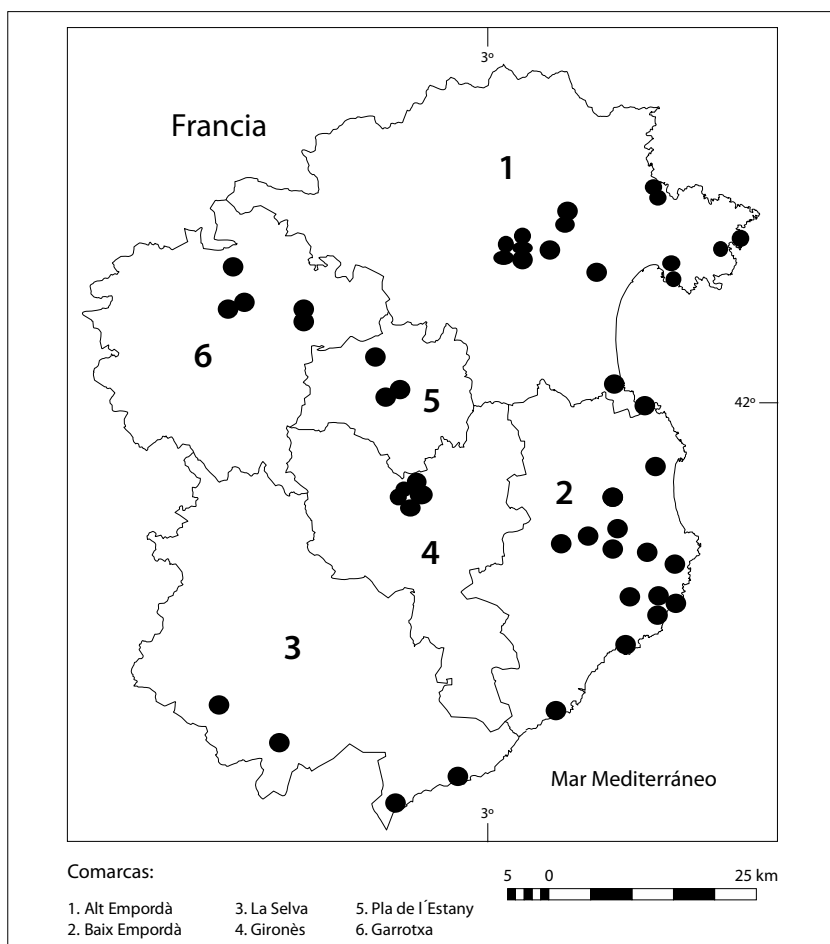 3º
Francia
1
6
5
42º
2
4
3
Mar Mediterráneo
3º
Comarcas:
5 0 25 km
1. Alt Empordà 3. La Selva 5. Pla de l´Estany
2. Baix Empordà 4. Gironès 6. Garrotxa